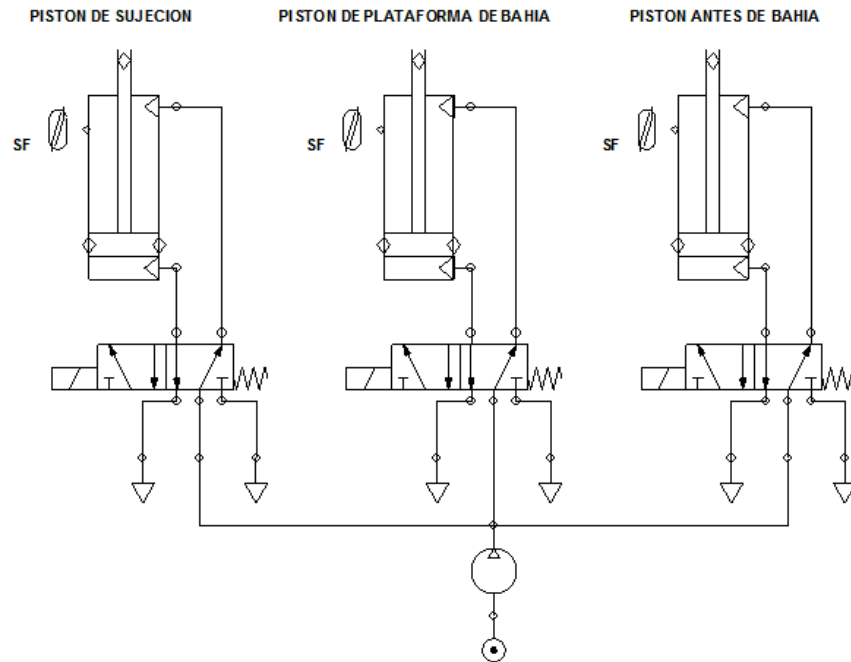 PISTON DE SUJECION
PISTON DE PLATAFORMA DE BAHIA
PISTON ANTES DE BAHIA
SF
SF
SF